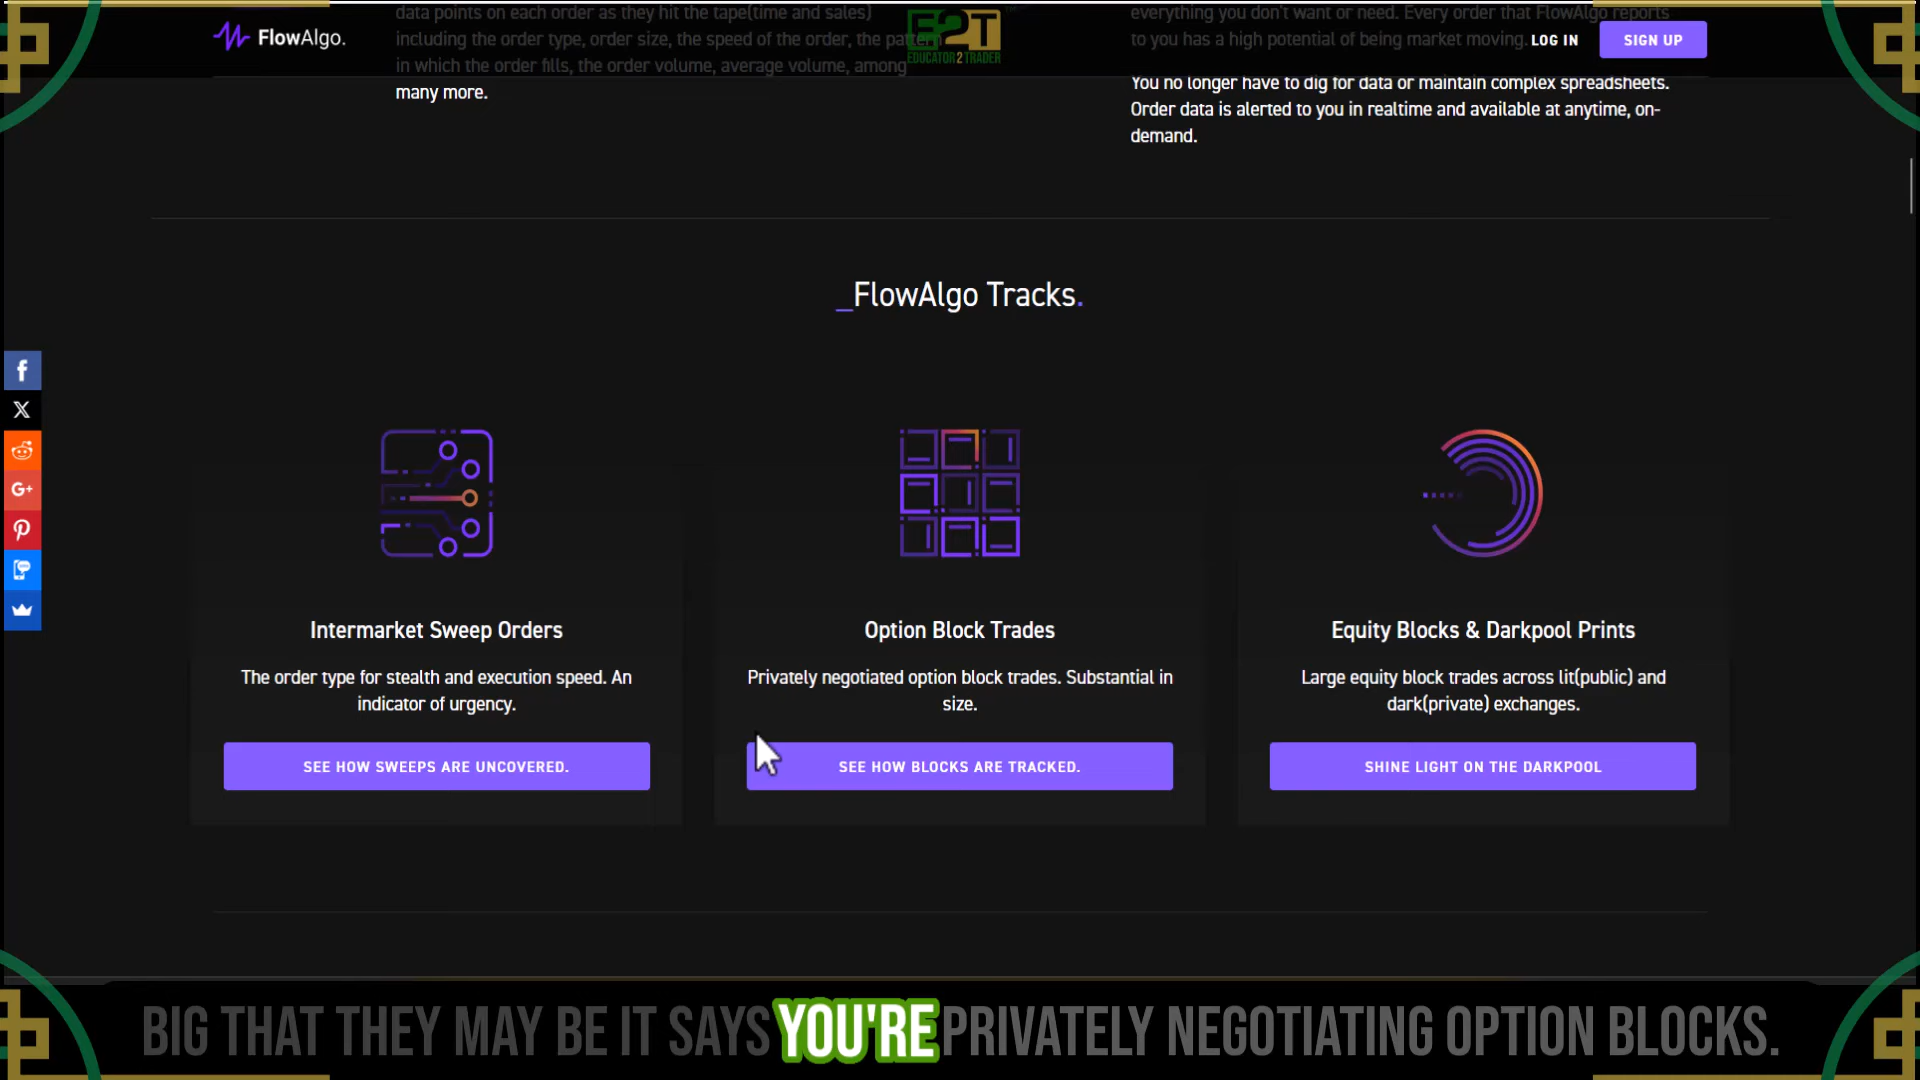 data points on each order as they hit the tape(time and sales)
including the order type, order size, the speed of the order, the pattern
in which the order fills, the order volume, average volume, among
many more.
FlowAlgo.
E2T
EDUCATOR2TRADER
everything you don't want or need. Every order that FlowAlgo reports
to you has a high potential of being market moving.
LOG IN
SIGN UP
You no longer have to dig for data or maintain complex spreadsheets.
Order data is alerted to you in realtime and available at anytime, on-
demand.
_FlowAlgo Tracks.
Intermarket Sweep Orders
The order type for stealth and execution speed. An
indicator of urgency.
SEE HOW SWEEPS ARE UNCOVERED.
Option Block Trades
Privately negotiated option block trades. Substantial in
size.
SEE HOW BLOCKS ARE TRACKED.
Equity Blocks & Darkpool Prints
Large equity block trades across lit(public) and
dark(private) exchanges.
SHINE LIGHT ON THE DARKPOOL
BIG THAT THEY MAY BE IT SAYS YOU'RE PRIVATELY NEGOTIATING OPTION BLOCKS.